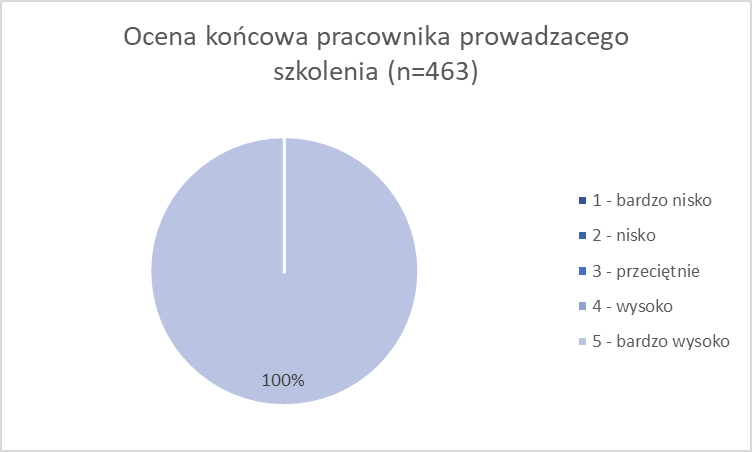 Ocena końcowa pracownika prowadzacego
szkolenia (n=463)
1 - bardzo nisko
2 - nisko
3 - przeciętnie
4 - wysoko
5 - bardzo wysoko
100%